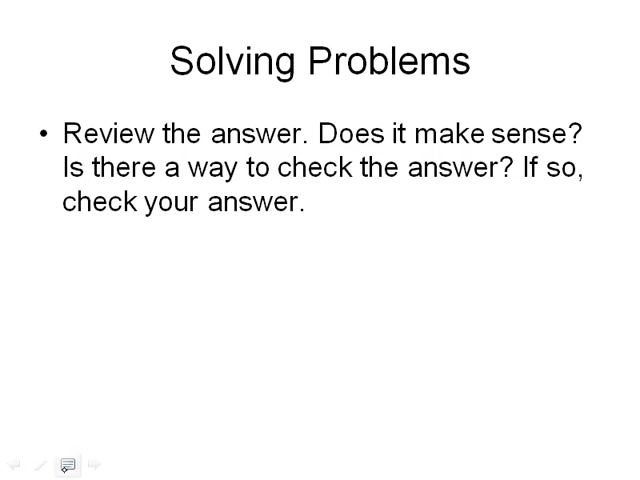 Solving Problems
• Review the answer. Does it make sense?
Is there a way to check the answer? If so,
check your answer.